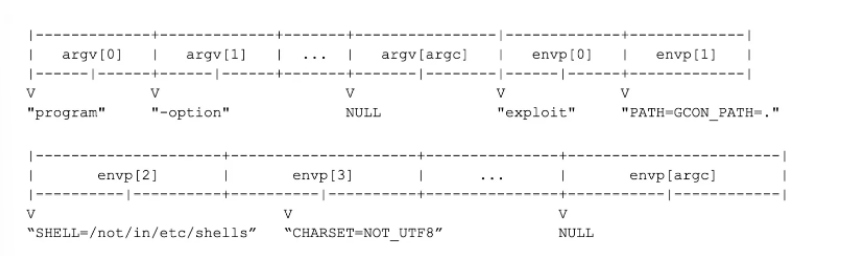 |-------------+-------------+-------+---------------|-------------+-------------|
| argv[0] | argv[1] | ... | argv[argc] | envp[0] | envp[1] |
|------|------+------|------+-------+-------|-------|------|------+-------------|
V V V V V
"program" "-option" NULL "exploit" "PATH=GCON_PATH=."
|---------------------+---------------------+---------------+-----------------------|
| envp[2] | envp[3] | ... | envp[argc] |
|----------|----------+----------|----------+---------------+-----------|-----------|
V V V
“SHELL=/not/in/etc/shells” “CHARSET=NOT_UTF8” NULL